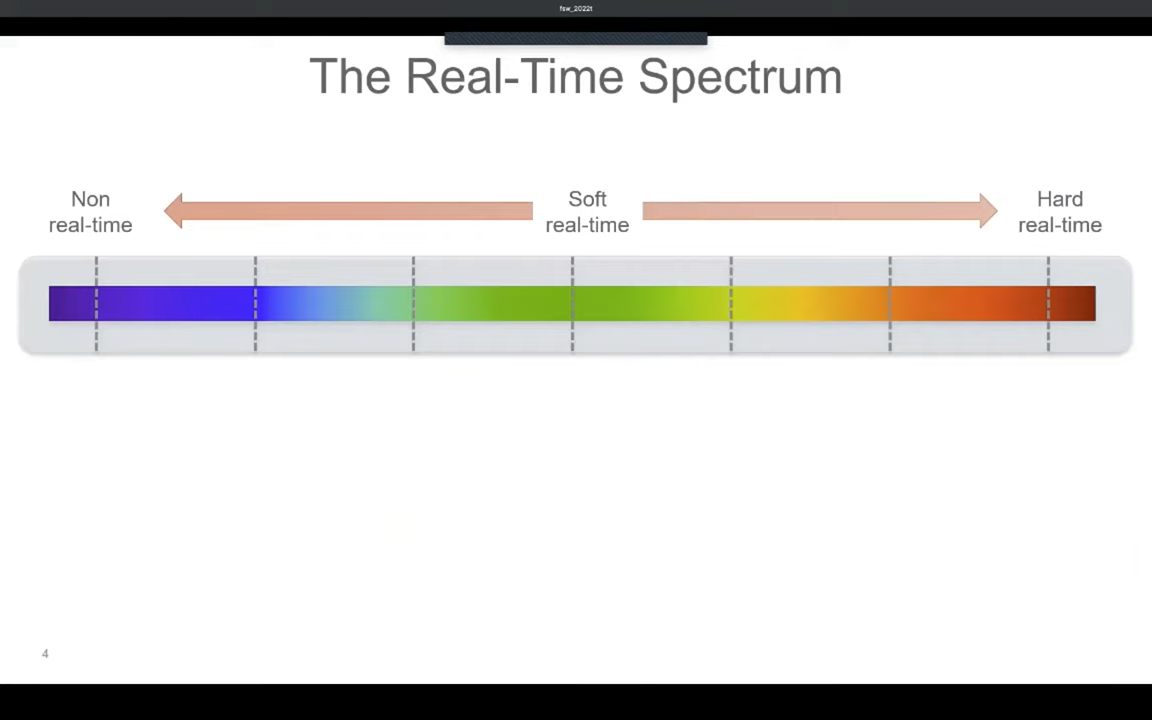 fsw_2022t
The Real-Time Spectrum
Non
real-time
Soft
real-time
Hard
real-time
4